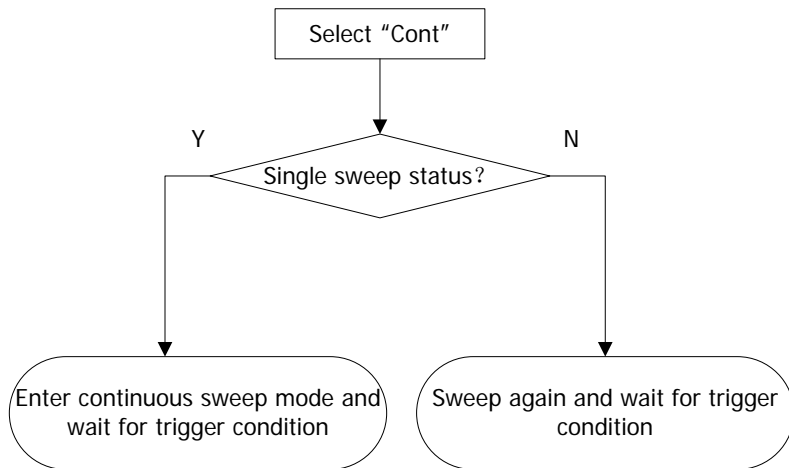 Select “Cont”
Y
N
Single sweep status？
Enter continuous sweep mode and
wait for trigger condition
Sweep again and wait for trigger
condition